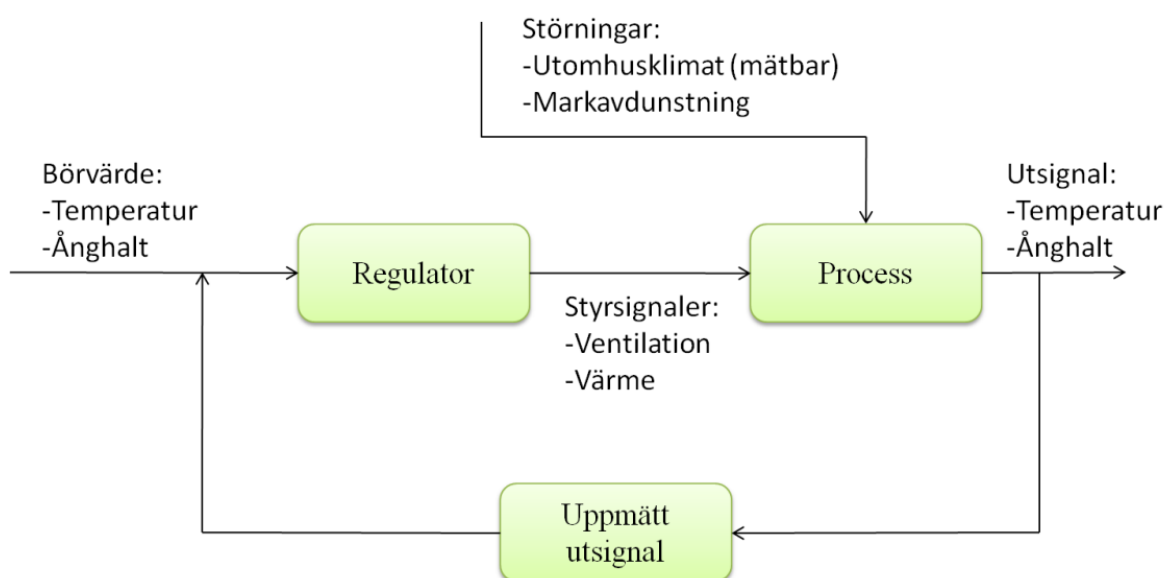 Störningar:
-Utomhusklimat (mätbar)
-Markavdunstning
Börvärde:
-Temperatur
-Ånghalt
Utsignal:
-Temperatur
-Ånghalt
Regulator
Process
Styrsignaler:
-Ventilation
-Värme
Uppmätt
utsignal